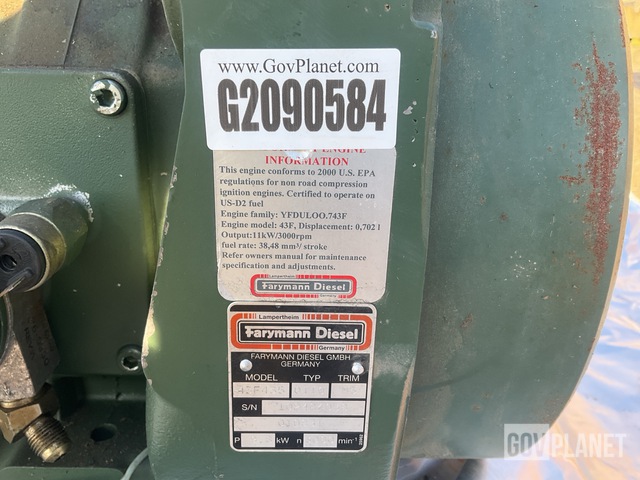 www.GovPlanet.com
G2090584
ENGINE
INFORMATION
This engine conforms to 2000 U.S. EPA
regulations for non road compression
ignition engines. Certified to operate on
US-D2 fuel
Engine family: YFDULOO.743F
Engine model: 43F, Displacement: 0,702 l
Output:11kW/3000rpm
fuel rate: 38,48 mm³/ stroke
Refer owners manual for maintenance
specification and adjustments.
Farymann Diesel
Lampertheim
Farymann Diesel
Germany
FARYMANN DIESEL GMBH
GERMANY
MODEL TYP TRIM
S/N
P kW n min⁻¹
GOVPLANET